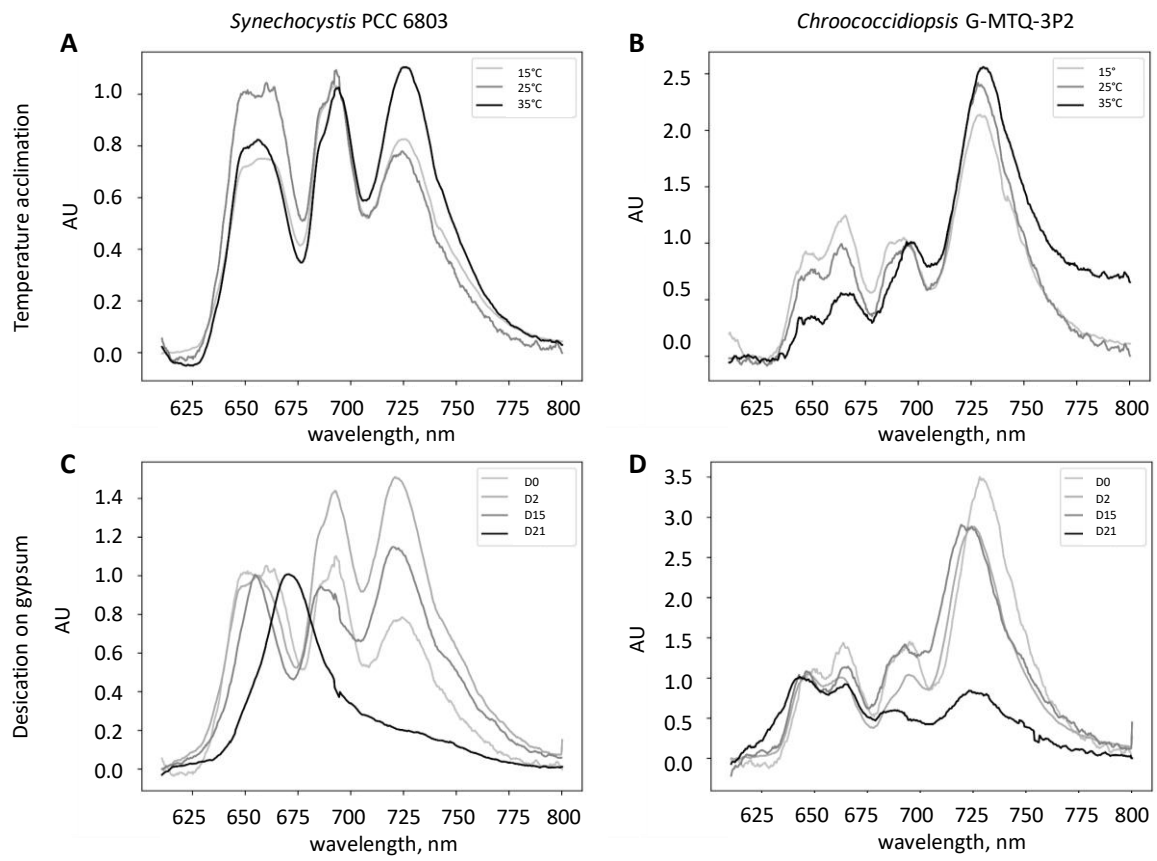 Synechocystis PCC 6803
Chroococcidiopsis G-MTQ-3P2
A
B
Temperature acclimation
AU
1.0
0.8
0.6
0.4
0.2
0.0
15°C
25°C
35°C
625 650 675 700 725 750 775 800
wavelength, nm
AU
2.5
2.0
1.5
1.0
0.5
0.0
15°
25°C
35°C
625 650 675 700 725 750 775 800
wavelength, nm
C
D
Desication on gypsum
AU
1.4
1.2
1.0
0.8
0.6
0.4
0.2
0.0
D0
D2
D15
D21
625 650 675 700 725 750 775 800
wavelength, nm
AU
3.5
3.0
2.5
2.0
1.5
1.0
0.5
0.0
D0
D2
D15
D21
625 650 675 700 725 750 775 800
wavelength, nm